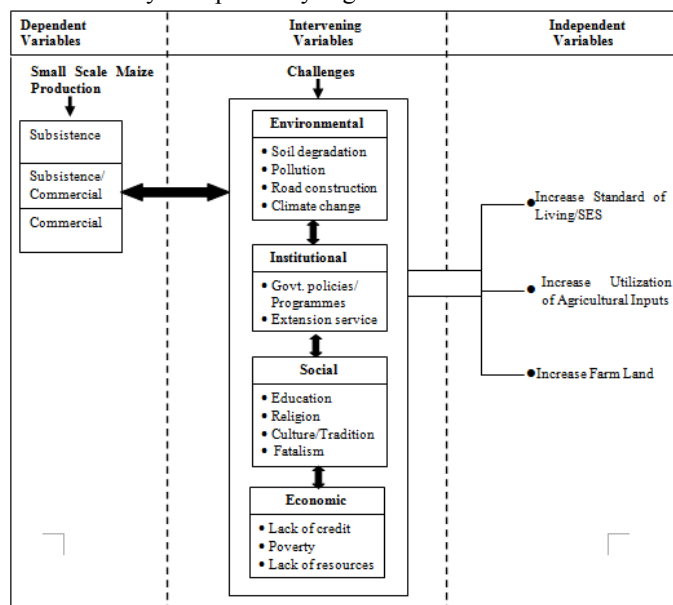 Dependent
Variables
Intervening
Variables
Independent
Variables
Small Scale Maize
Production
Subsistence
Subsistence/
Commercial
Commercial
Challenges
Environmental
• Soil degradation
• Pollution
• Road construction
• Climate change
Institutional
• Govt. policies/
Programmes
• Extension service
Social
• Education
• Religion
• Culture/Tradition
• Fatalism
Economic
• Lack of credit
• Poverty
• Lack of resources
Increase Standard of
Living/SES
Increase Utilization
of Agricultural Inputs
Increase Farm Land